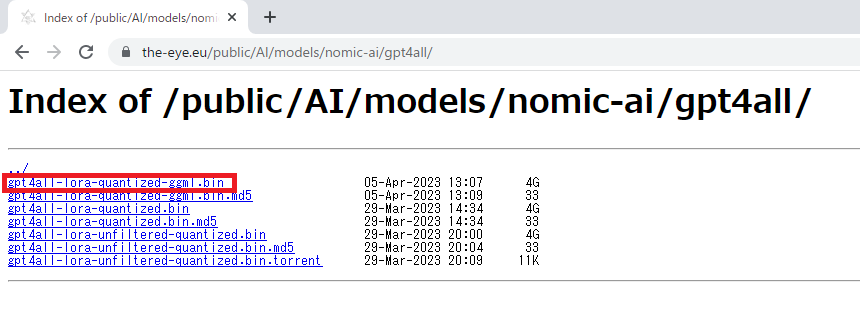 Index of /public/AI/models/nomi
the-eye.eu/public/AI/models/nomic-ai/gpt4all/
Index of /public/AI/models/nomic-ai/gpt4all/
../
gpt4all-lora-quantized-ggml.bin 05-Apr-2023 13:07 4G
gpt4all-lora-quantized-ggml.bin.md5 05-Apr-2023 13:09 33
gpt4all-lora-quantized.bin 29-Mar-2023 14:34 4G
gpt4all-lora-quantized.bin.md5 29-Mar-2023 14:34 33
gpt4all-lora-unfiltered-quantized.bin 29-Mar-2023 20:00 4G
gpt4all-lora-unfiltered-quantized.bin.md5 29-Mar-2023 20:04 33
gpt4all-lora-unfiltered-quantized.bin.torrent 29-Mar-2023 20:09 11K